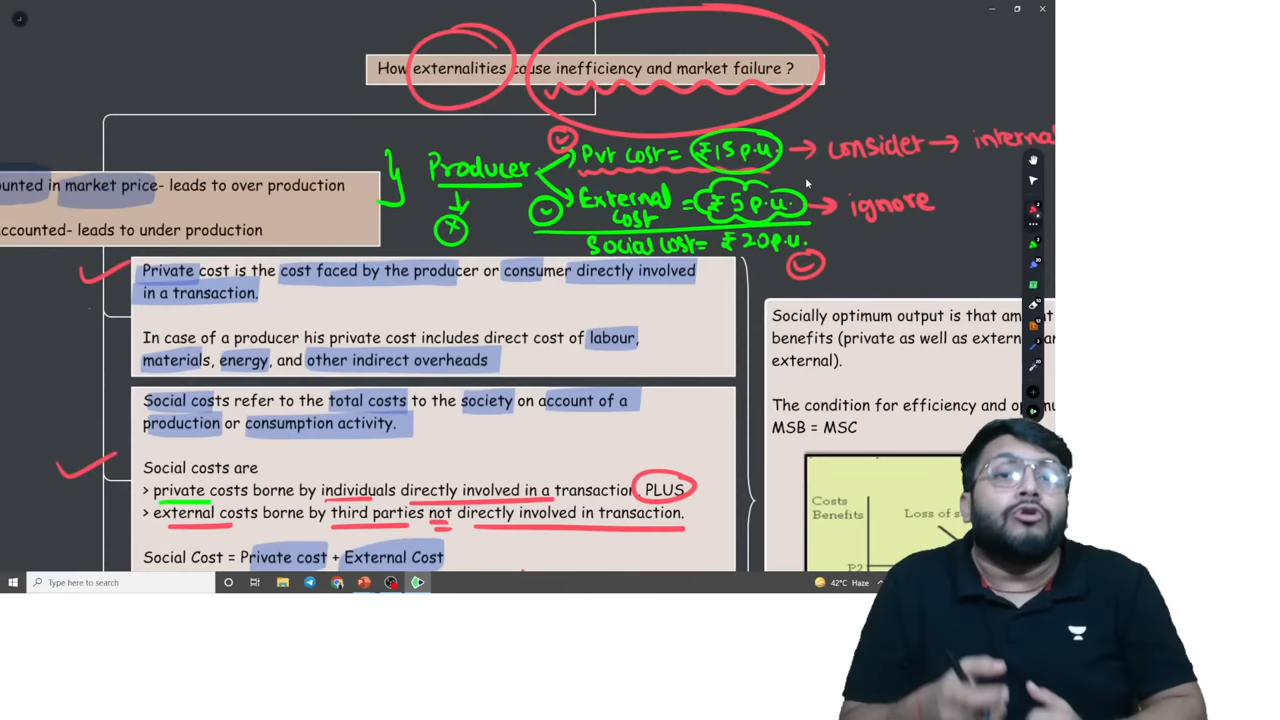 How externalities cause inefficiency and market failure ?
Pvt cost = ₹15 p.u. → consider → internal
Producer
External cost = ₹5 p.u. → ignore
Social cost = ₹20 p.u.
ounted in market price- leads to over production
accounted- leads to under production
Private cost is the cost faced by the producer or consumer directly involved
in a transaction.
In case of a producer his private cost includes direct cost of labour,
materials, energy, and other indirect overheads
Social costs refer to the total costs to the society on account of a
production or consumption activity.
Social costs are
> private costs borne by individuals directly involved in a transaction PLUS
> external costs borne by third parties not directly involved in transaction.
Social Cost = Private cost + External Cost
Socially optimum output is that am
benefits (private as well as extern
external).
The condition for efficiency and op
MSB = MSC
Costs
Benefits
Loss of s
P2
Type here to search
42°C Haze